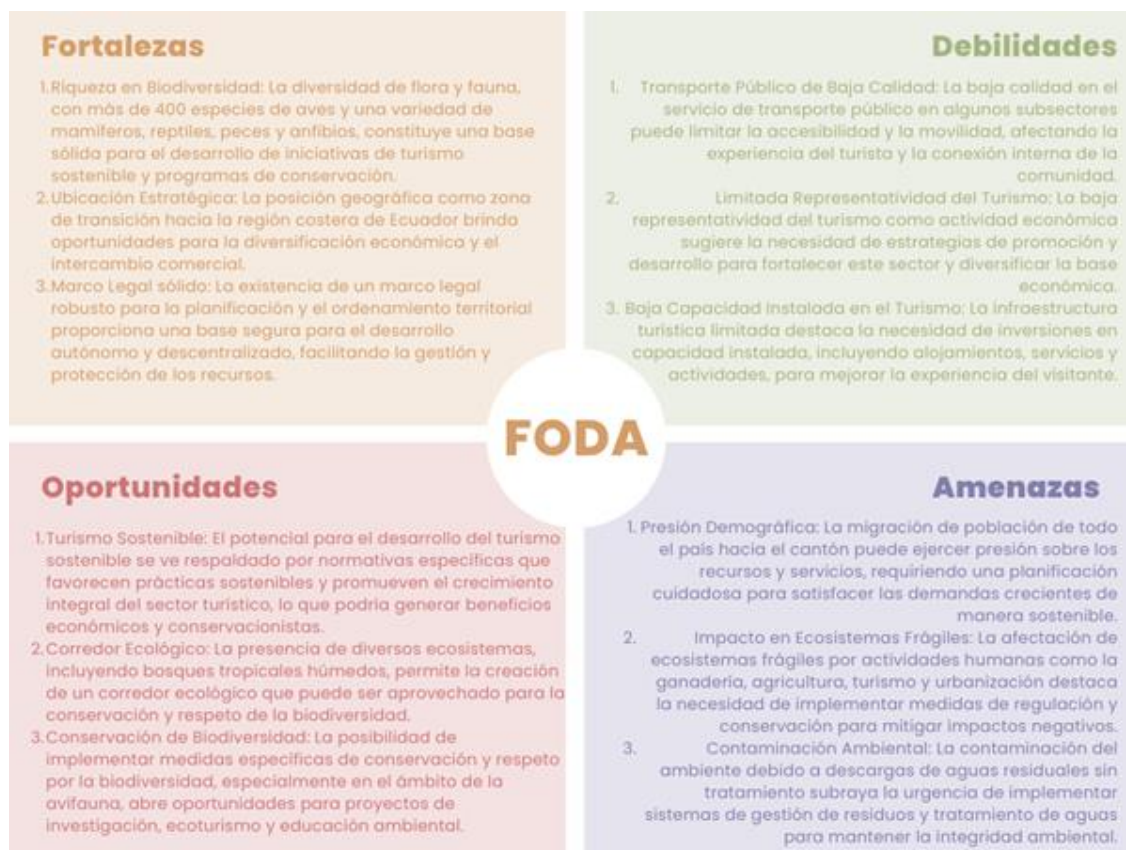 Fortalezas
1. Riqueza en Biodiversidad: La diversidad de flora y fauna,
con más de 400 especies de aves y una variedad de
mamíferos, reptiles, peces y anfibios, constituye una base
sólida para el desarrollo de iniciativas de turismo
sostenible y programas de conservación.
2. Ubicación Estratégica: La posición geográfica como zona
de transición hacia la región costera de Ecuador brinda
oportunidades para la diversificación económica y el
intercambio comercial.
3. Marco Legal sólido: La existencia de un marco legal
robusto para la planificación y el ordenamiento territorial
proporciona una base segura para el desarrollo
autónomo y descentralizado, facilitando la gestión y
protección de los recursos.
Debilidades
1. Transporte Público de Baja Calidad: La baja calidad en el
servicio de transporte público en algunos subsectores
puede limitar la accesibilidad y la movilidad, afectando la
experiencia del turista y la conexión interna de la
comunidad.
2. Limitada Representatividad del Turismo: La baja
representatividad del turismo como actividad económica
sugiere la necesidad de estrategias de promoción y
desarrollo para fortalecer este sector y diversificar la base
económica.
3. Baja Capacidad Instalada en el Turismo: La infraestructura
turística limitada destaca la necesidad de inversiones en
capacidad instalada, incluyendo alojamientos, servicios y
actividades, para mejorar la experiencia del visitante.
FODA
Oportunidades
1. Turismo Sostenible: El potencial para el desarrollo del turismo
sostenible se ve respaldado por normativas específicas que
favorecen prácticas sostenibles y promueven el crecimiento
integral del sector turístico, lo que podría generar beneficios
económicos y conservacionistas.
2. Corredor Ecológico: La presencia de diversos ecosistemas,
incluyendo bosques tropicales húmedos, permite la creación
de un corredor ecológico que puede ser aprovechado para la
conservación y respeto de la biodiversidad.
3. Conservación de Biodiversidad: La posibilidad de
implementar medidas específicas de conservación y respeto
por la biodiversidad, especialmente en el ámbito de la
avifauna, abre oportunidades para proyectos de
investigación, ecoturismo y educación ambiental.
Amenazas
1. Presión Demográfica: La migración de población de todo
el país hacia el cantón puede ejercer presión sobre los
recursos y servicios, requiriendo una planificación
cuidadosa para satisfacer las demandas crecientes de
manera sostenible.
2. Impacto en Ecosistemas Frágiles: La afectación de
ecosistemas frágiles por actividades humanas como la
ganadería, agricultura, turismo y urbanización destaca
la necesidad de implementar medidas de regulación y
conservación para mitigar impactos negativos.
3. Contaminación Ambiental: La contaminación del
ambiente debido a descargas de aguas residuales sin
tratamiento subraya la urgencia de implementar
sistemas de gestión de residuos y tratamiento de aguas
para mantener la integridad ambiental.